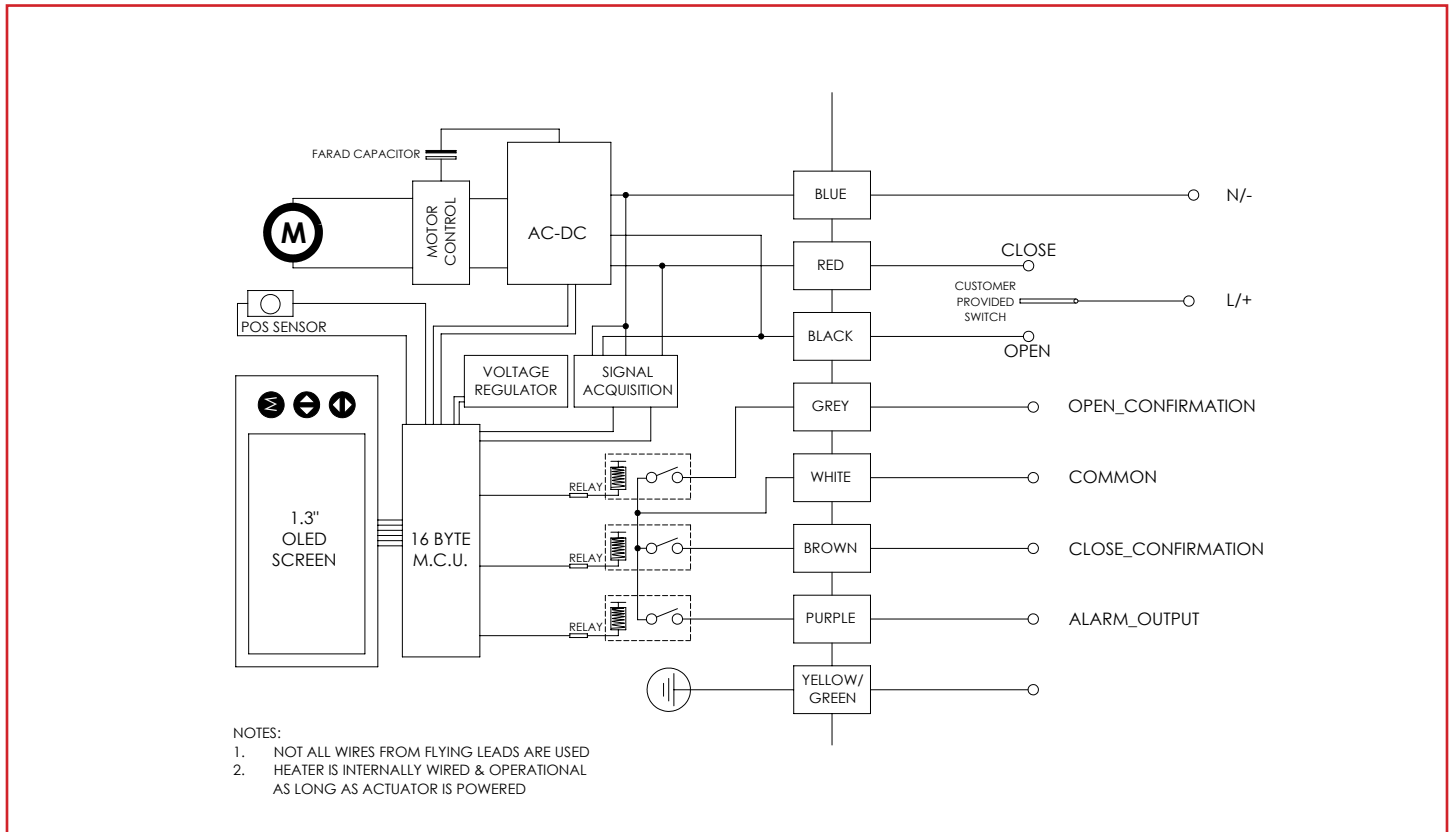 FARAD CAPACITOR
M
MOTOR
CONTROL
AC-DC
POS SENSOR
VOLTAGE
REGULATOR
SIGNAL
ACQUISITION
M
1.3"
OLED
SCREEN
16 BYTE
M.C.U.
RELAY
RELAY
RELAY
BLUE
RED
BLACK
GREY
WHITE
BROWN
PURPLE
YELLOW/
GREEN
N/-
CLOSE
CUSTOMER
PROVIDED
SWITCH
L/+
OPEN
OPEN_CONFIRMATION
COMMON
CLOSE_CONFIRMATION
ALARM_OUTPUT
NOTES:
1. NOT ALL WIRES FROM FLYING LEADS ARE USED
2. HEATER IS INTERNALLY WIRED & OPERATIONAL
AS LONG AS ACTUATOR IS POWERED